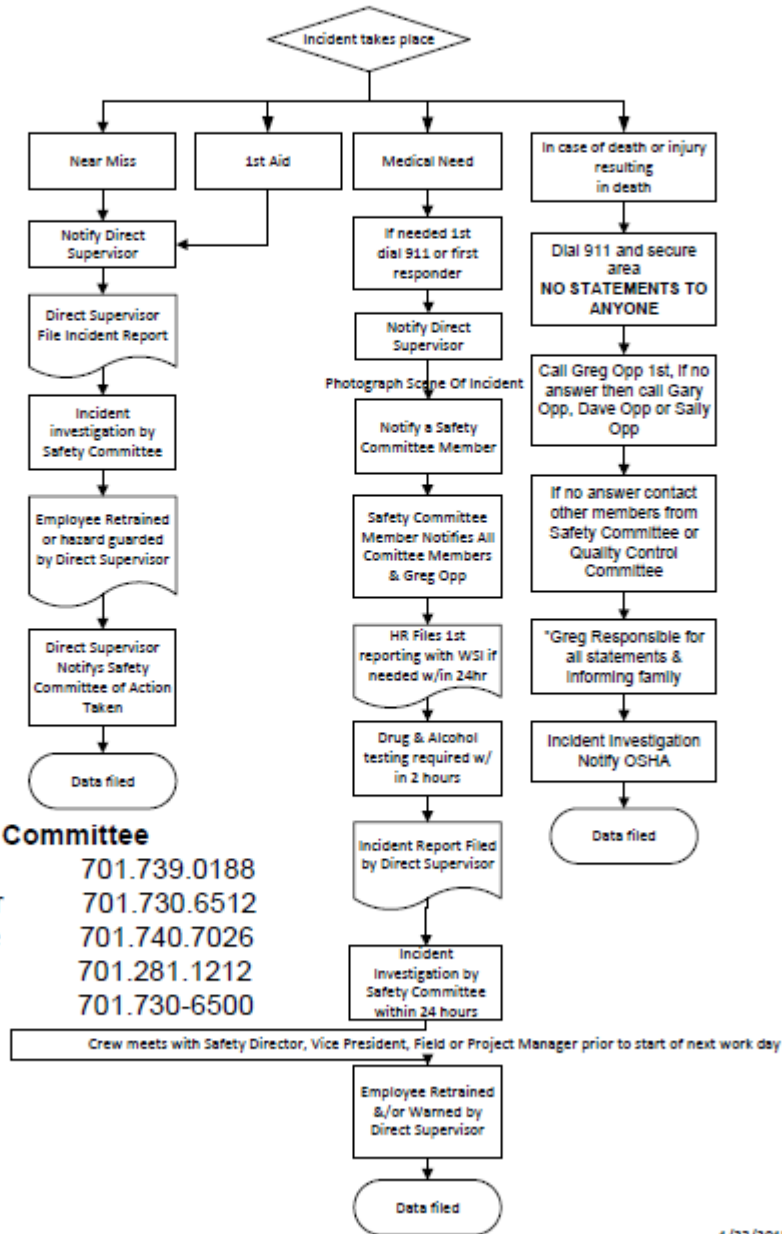 Incident takes place
Near Miss
1st Aid
Medical Need
In case of death or injury
resulting
in death
Notify Direct
Supervisor
Direct Supervisor
File Incident Report
Incident
investigation by
Safety Committee
Employee Retrained
or hazard guarded
by Direct Supervisor
Direct Supervisor
Notifys Safety
Committee of Action
Taken
Data filed
If needed 1st
dial 911 or first
responder
Notify Direct
Supervisor
Photograph Scene Of Incident
Notify a Safety
Committee Member
Safety Committee
Member Notifies All
Comittee Members
& Greg Opp
HR Files 1st
reporting with WSI if
needed w/in 24hr
Drug & Alcohol
testing required w/
in 2 hours
Incident Report Filed
by Direct Supervisor
Incident
Investigation by
Safety Committee
within 24 hours
Crew meets with Safety Director, Vice President, Field or Project Manager prior to start of next work day
Employee Retrained
&/or Warned by
Direct Supervisor
Data filed
Dial 911 and secure
area
NO STATEMENTS TO
ANYONE
Call Greg Opp 1st, If no
answer then call Gary
Opp, Dave Opp or Sally
Opp
If no answer contact
other members from
Safety Committee or
Quality Control
Committee
"Greg Responsible for
all statements &
Informing family
Incident Investigation
Notify OSHA
Data filed
Committee
701.739.0188
701.730.6512
701.740.7026
701.281.1212
701.730-6500